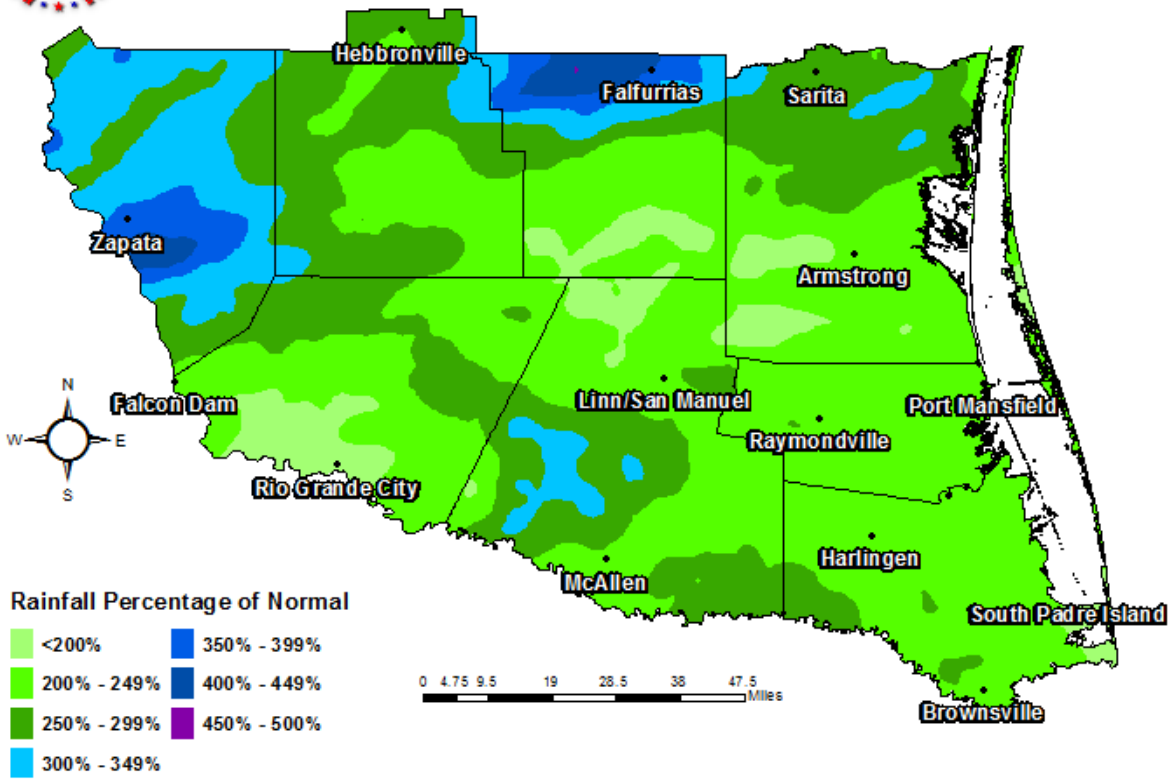 Hebbronville
Falfurrias
Sarita
Zapata
Armstrong
N
W
E
S
Falcon Dam
Linn/San Manuel
Port Mansfield
Raymondville
Rio Grande City
Harlingen
McAllen
South Padre Island
Brownsville
Rainfall Percentage of Normal
<200%
350% - 399%
200% - 249%
400% - 449%
250% - 299%
450% - 500%
300% - 349%
0 4.75 9.5 19 28.5 38 47.5
Miles